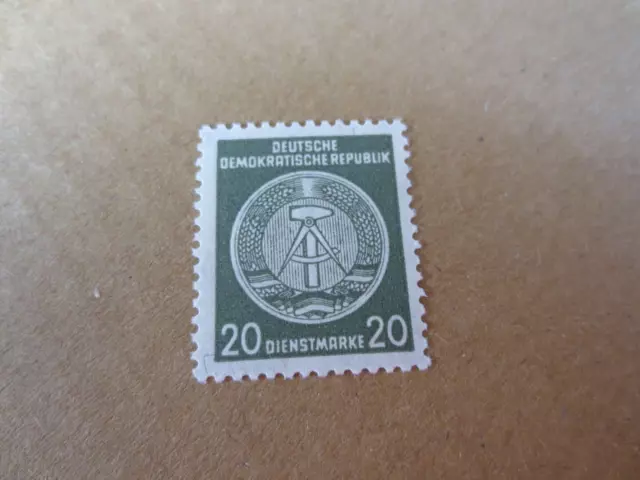 DEUTSCHE
DEMOKRATISCHE REPUBLIK
20 DIENSTMARKE 20